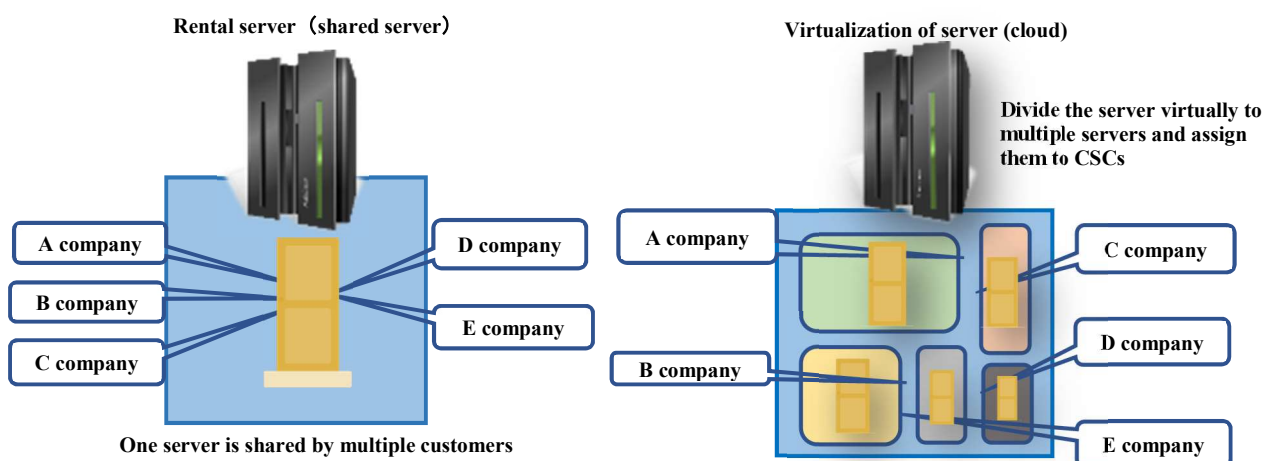 Rental server（shared server）
A company
B company
C company
D company
E company
One server is shared by multiple customers
Virtualization of server (cloud)
Divide the server virtually to
multiple servers and assign
them to CSCs
A company
B company
C company
D company
E company